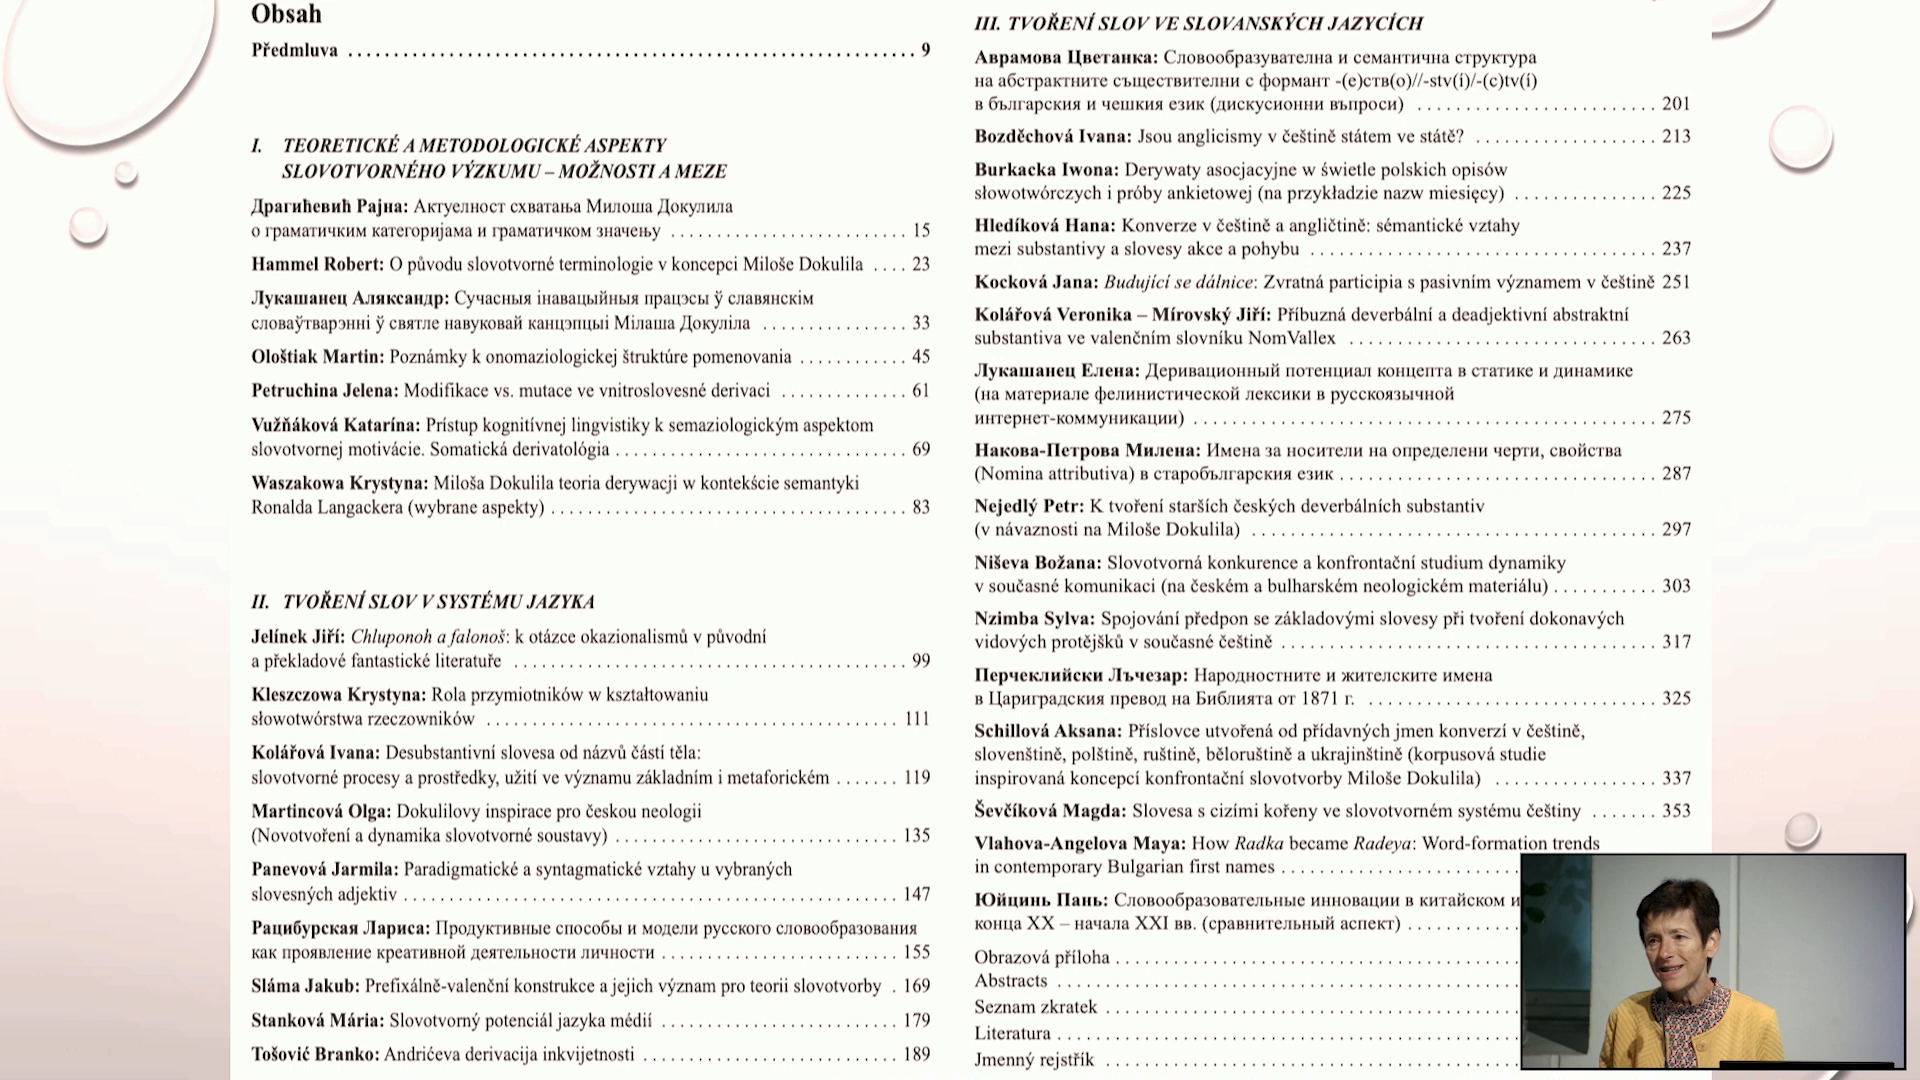 Obsah
Předmluva ........ 9
I. TEORETICKÉ A METODOLOGICKÉ ASPEKTY
SLOVOTVORNÉHO VÝZKUMU – MOŽNOSTI A MEZE
Драгићевић Рајна: Актуелност схватања Милоша Докулила
о граматичким категоријама и граматичком значењу ........ 15
Hammel Robert: O původu slovotvorné terminologie v koncepci Miloše Dokulila .... 23
Лукашанец Аляксандр: Сучасныя інавацыйныя працэсы ў славянскім
словаўтварэнні ў святле навуковай канцэпцыі Мілаша Докуліла ........ 33
Ološtiak Martin: Poznámky k onomaziologickej štruktúre pomenovania ........ 45
Petruchina Jelena: Modifikace vs. mutace ve vnitroslovesné derivaci ........ 61
Vužňáková Katarína: Prístup kognitívnej lingvistiky k semaziologickým aspektom
slovotvornej motivácie. Somatická derivatológia ........ 69
Waszakowa Krystyna: Miloša Dokulila teoria derywacji w kontekście semantyki
Ronalda Langackera (wybrane aspekty) ........ 83
II. TVOŘENÍ SLOV V SYSTÉMU JAZYKA
Jelínek Jiří: Chluponoh a falonoš: k otázce okazionalismů v původní
a překladové fantastické literatuře ........ 99
Kleszczowa Krystyna: Rola przymiotników w kształtowaniu
słowotwórstwa rzeczowników ........ 111
Kolářová Ivana: Desubstantivní slovesa od názvů částí těla:
slovotvorné procesy a prostředky, užití ve významu základním i metaforickém ....... 119
Martincová Olga: Dokulilovy inspirace pro českou neologii
(Novotvoření a dynamika slovotvorné soustavy) ........ 135
Panevová Jarmila: Paradigmatické a syntagmatické vztahy u vybraných
slovesných adjektiv ........ 147
Рацибурская Лариса: Продуктивные способы и модели русского словообразования
как проявление креативной деятельности личности ........ 155
Sláma Jakub: Prefixálně-valenční konstrukce a jejich význam pro teorii slovotvorby . 169
Stanková Mária: Slovotvorný potenciál jazyka médií ........ 179
Tošović Branko: Andrićeva derivacija inkvijetnosti ........ 189
III. TVOŘENÍ SLOV VE SLOVANSKÝCH JAZYCÍCH
Аврамова Цветанка: Словообразувателна и семантична структура
на абстрактните съществителни с формант -(е)ств(о)//-stv(í)/-(c)tv(í)
в българския и чешкия език (дискусионни въпроси) ........ 201
Bozděchová Ivana: Jsou anglicismy v češtině státem ve státě? ........ 213
Burkacka Iwona: Derywaty asocjacyjne w świetle polskich opisów
słowotwórczych i próby ankietowej (na przykładzie nazw miesięcy) ........ 225
Hledíková Hana: Konverze v češtině a angličtině: sémantické vztahy
mezi substantivy a slovesy akce a pohybu ........ 237
Kocková Jana: Budující se dálnice: Zvratná participia s pasivním významem v češtině 251
Kolářová Veronika – Mírovský Jiří: Příbuzná deverbální a deadjektivní abstraktní
substantiva ve valenčním slovníku NomVallex ........ 263
Лукашанец Елена: Деривационный потенциал концепта в статике и динамике
(на материале фелинистической лексики в русскоязычной
интернет-коммуникации) ........ 275
Накова-Петрова Милена: Имена за носители на определени черти, свойства
(Nomina attributiva) в старобългарския език ........ 287
Nejedlý Petr: K tvoření starších českých deverbálních substantiv
(v návaznosti na Miloše Dokulila) ........ 297
Niševa Božana: Slovotvorná konkurence a konfrontační studium dynamiky
v současné komunikaci (na českém a bulharském neologickém materiálu) ........ 303
Nzimba Sylva: Spojování předpon se základovými slovesy při tvoření dokonavých
vidových protějšků v současné češtině ........ 317
Перчеклийски Лъчезар: Народностните и жителските имена
в Цариградския превод на Библията от 1871 г. ........ 325
Schillová Aksana: Příslovce utvořená od přídavných jmen konverzí v češtině,
slovenštině, polštině, ruštině, běloruštině a ukrajinštině (korpusová studie
inspirovaná koncepcí konfrontační slovotvorby Miloše Dokulila) ........ 337
Ševčíková Magda: Slovesa s cizími kořeny ve slovotvorném systému češtiny ....... 353
Vlahova-Angelova Maya: How Radka became Radeya: Word-formation trends
in contemporary Bulgarian first names ........
Юйцинь Пань: Словообразовательные инновации в китайском и
конца XX – начала XXI вв. (сравнительный аспект) ........
Obrazová příloha ........
Abstracts ........
Seznam zkratek ........
Literatura ........
Jmenný rejstřík ........